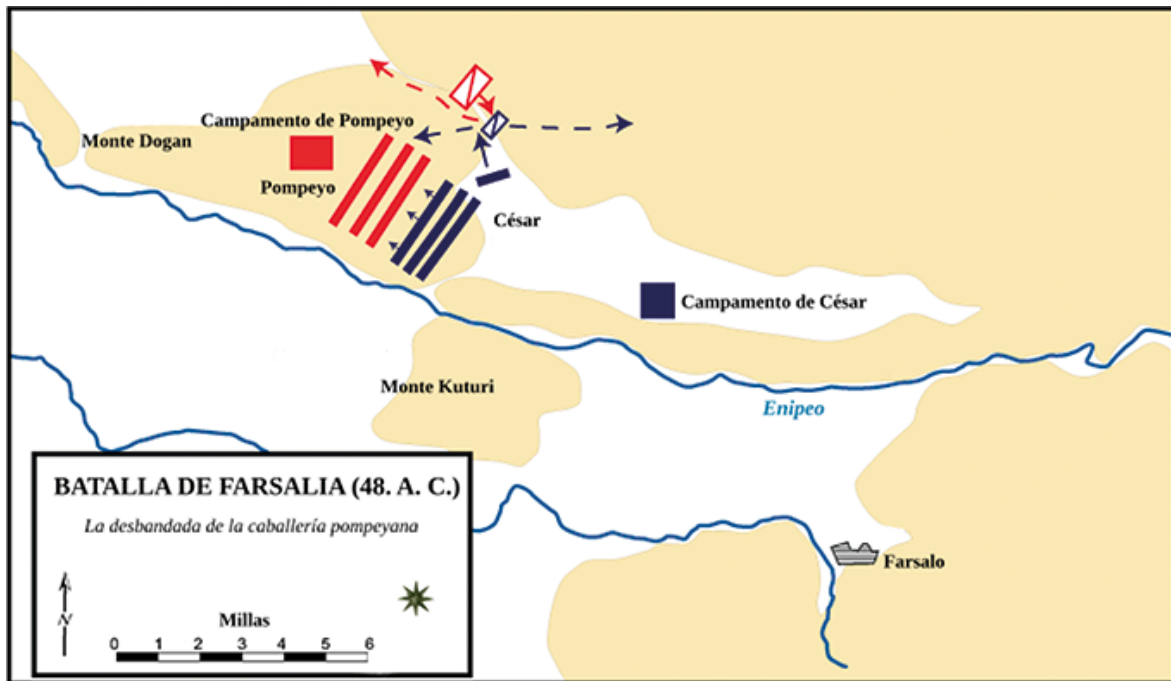 Campamento de Pompeyo
Monte Dogan
Pompeyo
César
Campamento de César
Monte Kuturi
Enipeo
BATALLA DE FARSALIA (48. A. C.)
La desbandada de la caballería pompeyana
Farsalo
N
Millas
0 1 2 3 4 5 6